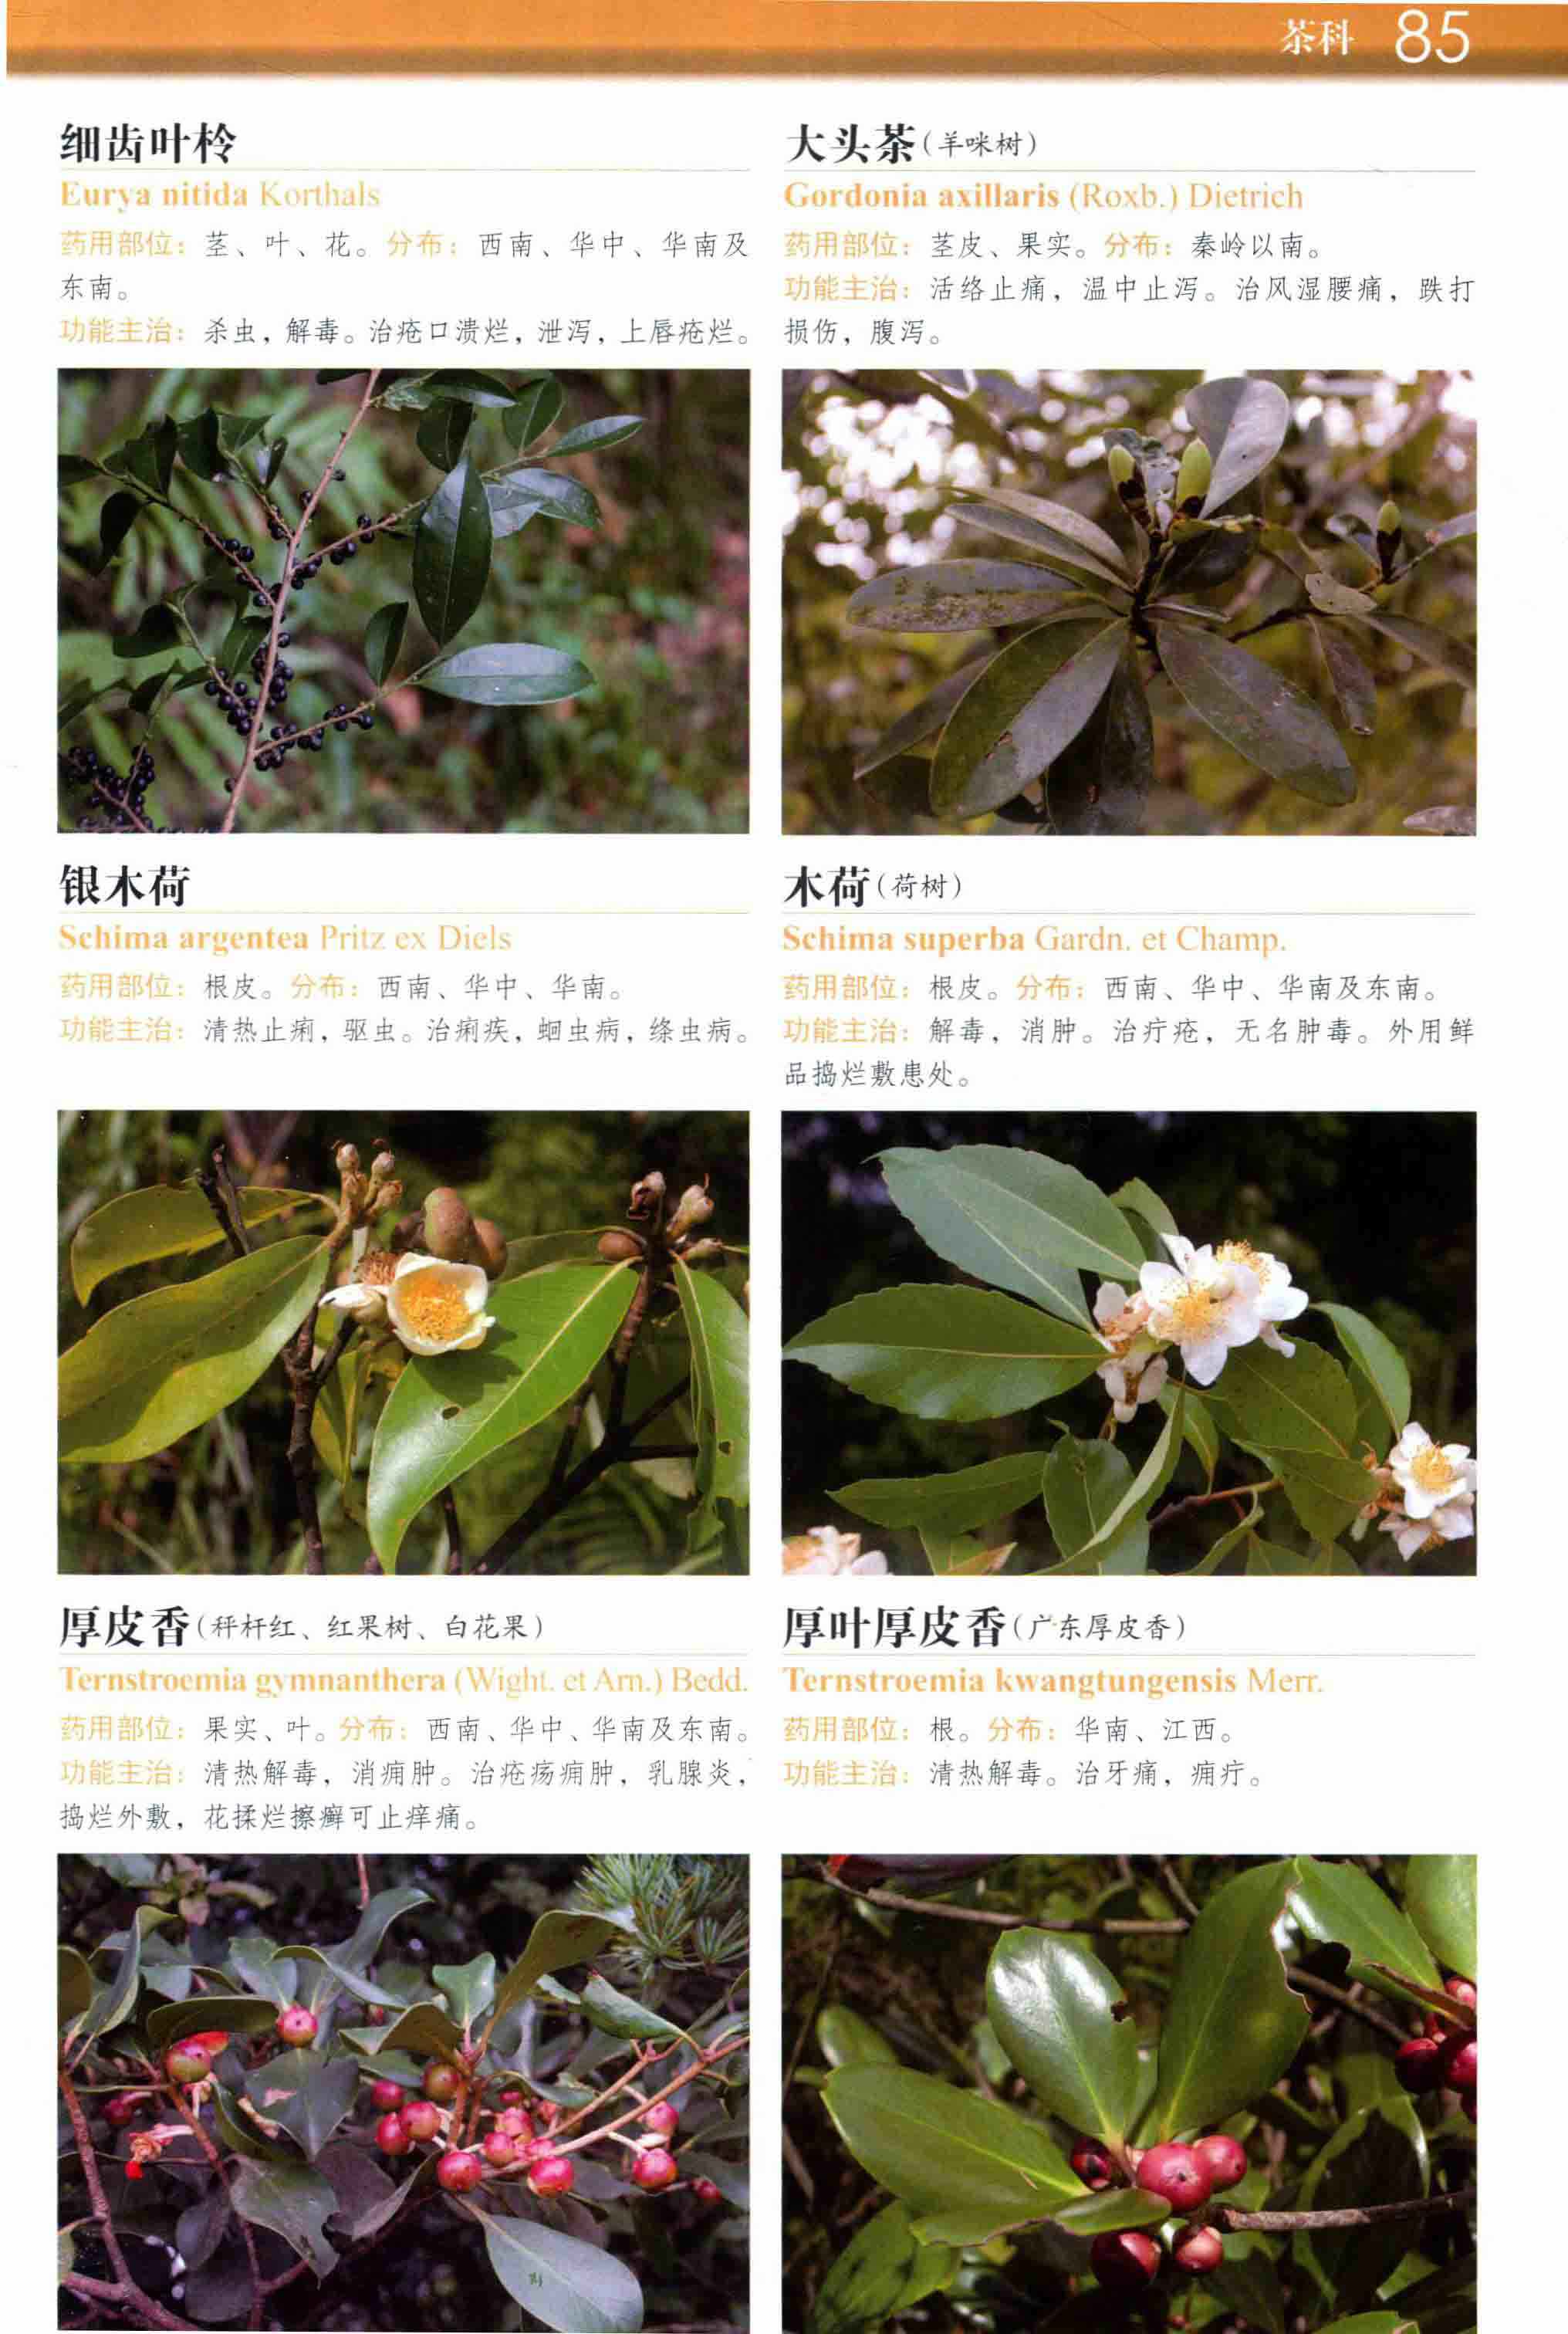 茶科 85
细齿叶柃
Eurya nitida Korthals
药用部位：茎、叶、花。分布：西南、华中、华南及
东南。
功能主治：杀虫，解毒。治疮口溃烂，泄泻，上唇疮烂。
大头茶（羊咪树）
Gordonia axillaris (Roxb.) Dietrich
药用部位：茎皮、果实。分布：秦岭以南。
功能主治：活络止痛，温中止泻。治风湿腰痛，跌打
损伤，腹泻。
银木荷
Schima argentea Pritz ex Diels
药用部位：根皮。分布：西南、华中、华南。
功能主治：清热止痢，驱虫。治痢疾，蛔虫病，绦虫病。
木荷（荷树）
Schima superba Gardn. et Champ.
药用部位：根皮。分布：西南、华中、华南及东南。
功能主治：解毒，消肿。治疔疮，无名肿毒。外用鲜
品捣烂敷患处。
厚皮香（秤杆红、红果树、白花果）
Ternstroemia gymnanthera (Wight. et Arn.) Bedd.
药用部位：果实、叶。分布：西南、华中、华南及东南。
功能主治：清热解毒，消痈肿。治疮疡痈肿，乳腺炎，
捣烂外敷，花揉烂擦癣可止痒痛。
厚叶厚皮香（广东厚皮香）
Ternstroemia kwangtungensis Merr.
药用部位：根。分布：华南、江西。
功能主治：清热解毒。治牙痛，痈疔。